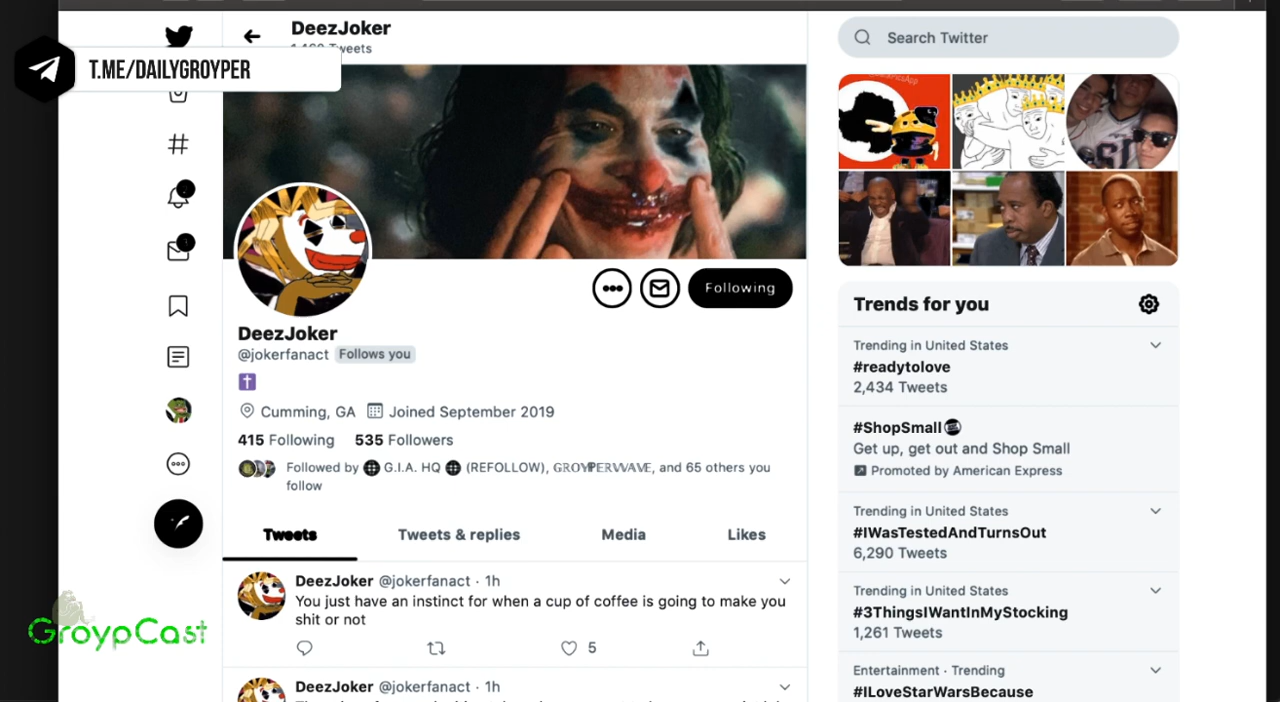 DeezJoker
Tweets
T.ME/DAILYGROYPER
Following
DeezJoker
@jokerfanact Follows you
Cumming, GA Joined September 2019
415 Following 535 Followers
Followed by G.I.A. HQ (REFOLLOW), GROYPERWAVE, and 65 others you
follow
Tweets Tweets & replies Media Likes
DeezJoker @jokerfanact · 1h
You just have an instinct for when a cup of coffee is going to make you
shit or not
5
DeezJoker @jokerfanact · 1h
GroypCast
Search Twitter
Trends for you
Trending in United States
#readytolove
2,434 Tweets
#ShopSmall
Get up, get out and Shop Small
Promoted by American Express
Trending in United States
#IWasTestedAndTurnsOut
6,290 Tweets
Trending in United States
#3ThingsIWantInMyStocking
1,261 Tweets
Entertainment · Trending
#ILoveStarWarsBecause